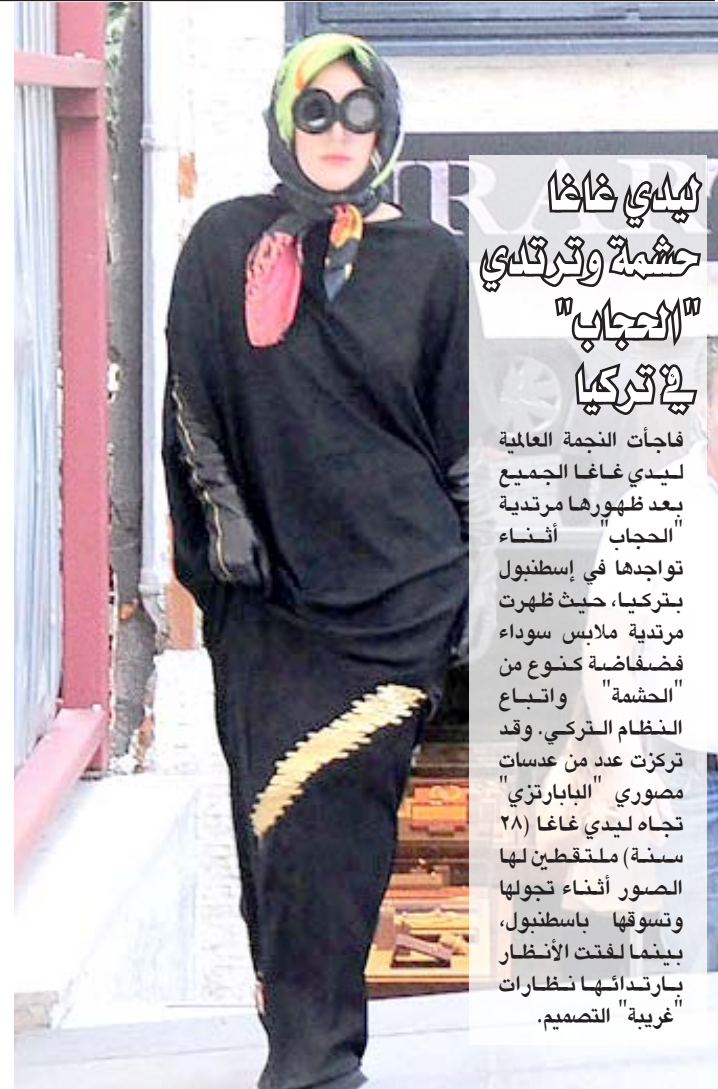 URART
ليدي غاغا
حشمة وترتدي
"الحجاب"
في تركيا
فاجأت النجمة العالمية
ليدي غاغا الجميع
بعد ظهورها مرتدية
"الحجاب" أثناء
تواجدها في إسطنبول
بتركيا، حيث ظهرت
مرتدية ملابس سوداء
فضفاضة كنوع من
"الحشمة" واتباع
النظام التركي. وقد
تركزت عدد من عدسات
مصوري "البابارتزي"
تجاه ليدي غاغا (٢٨
سنة) ملتقطين لها
الصور أثناء تجولها
وتسوقها باسطنبول،
بينما لفتت الأنظار
بارتدائها نظارات
"غريبة" التصميم.